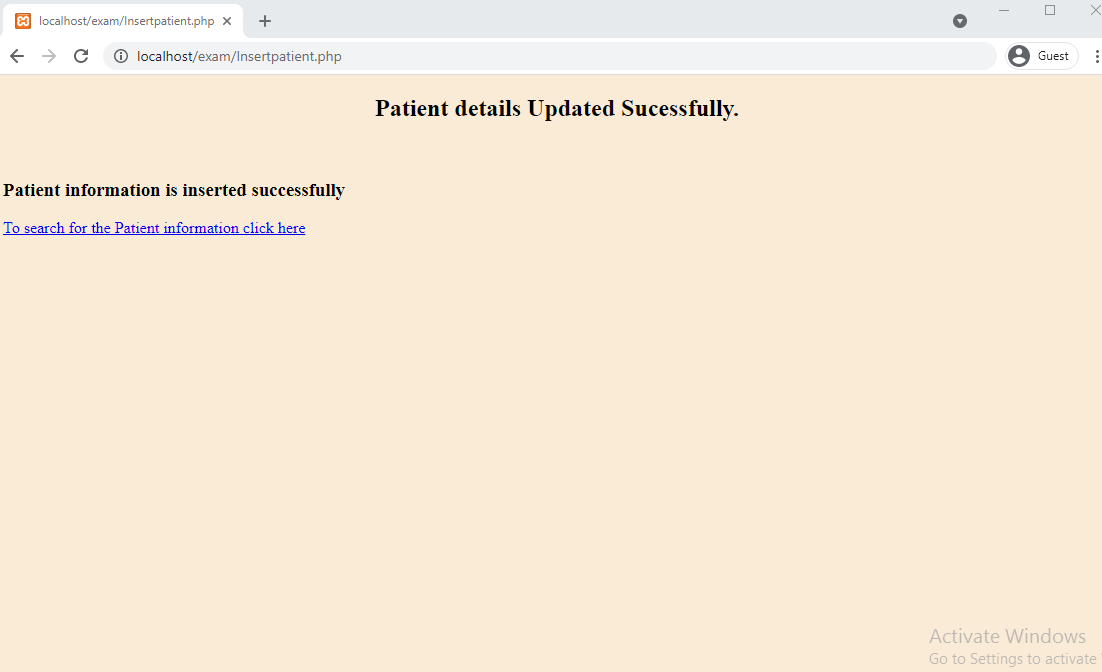 localhost/exam/Insertpatient.php
localhost/exam/Insertpatient.php
Guest
Patient details Updated Sucessfully.
Patient information is inserted successfully
To search for the Patient information click here
Activate Windows
Go to Settings to activate